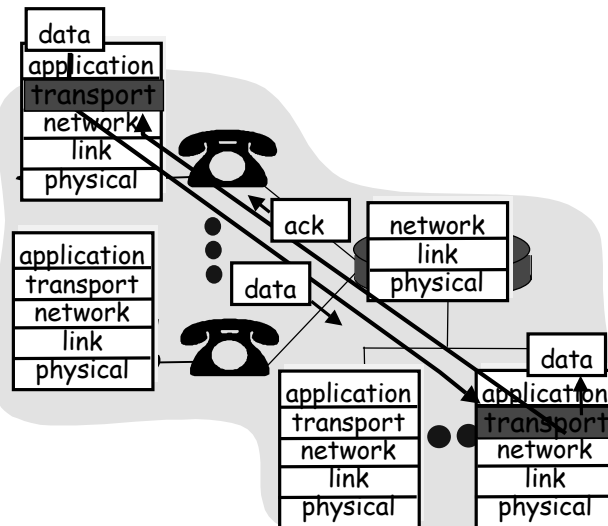 data
application
transport
network
link
physical
ack
network
link
physical
application
transport
network
link
physical
data
data
application
transport
network
link
physical
application
transport
network
link
physical